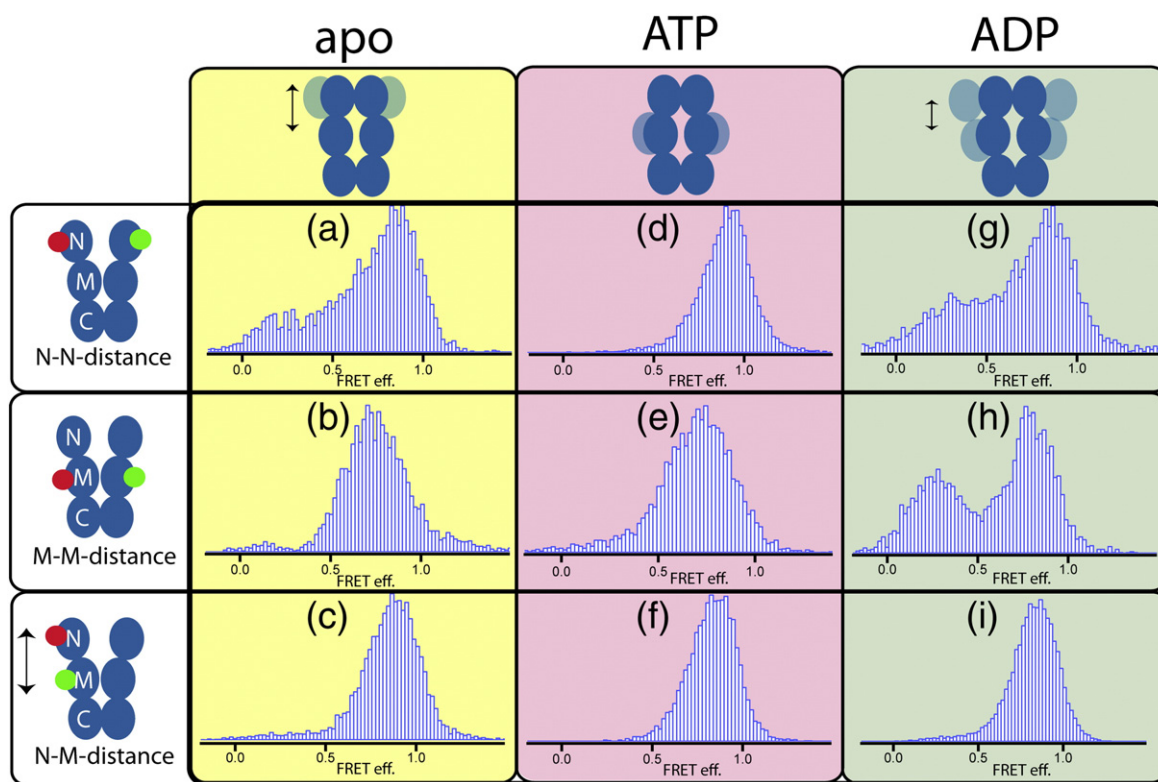 apo ATP ADP
(a) (d) (g)
N
M
C
N-N-distance
0.0 0.5 1.0 0.0 0.5 1.0 0.0 0.5 1.0
FRET eff. FRET eff. FRET eff.
(b) (e) (h)
N
M
C
M-M-distance
0.0 0.5 1.0 0.0 0.5 1.0 0.0 0.5 1.0
FRET eff. FRET eff. FRET eff.
(c) (f) (i)
N
M
C
N-M-distance
0.0 0.5 1.0 0.0 0.5 1.0 0.0 0.5 1.0
FRET eff. FRET eff. FRET eff.